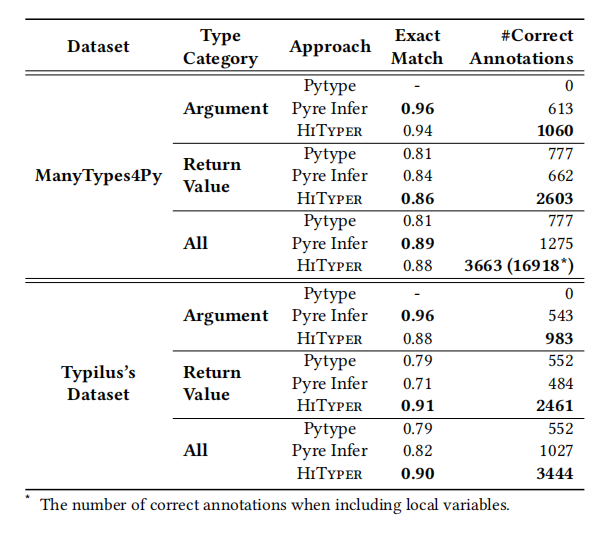 Dataset Type Category Approach Exact Match #Correct Annotations
ManyTypes4Py Argument Pytype - 0
Pyre Infer 0.96 613
HiTyper 0.94 1060
Return Value Pytype 0.81 777
Pyre Infer 0.84 662
HiTyper 0.86 2603
All Pytype 0.81 777
Pyre Infer 0.89 1275
HiTyper 0.88 3663 (16918*)
Typilus's Dataset Argument Pytype - 0
Pyre Infer 0.96 543
HiTyper 0.88 983
Return Value Pytype 0.79 552
Pyre Infer 0.71 484
HiTyper 0.91 2461
All Pytype 0.79 552
Pyre Infer 0.82 1027
HiTyper 0.90 3444
* The number of correct annotations when including local variables.